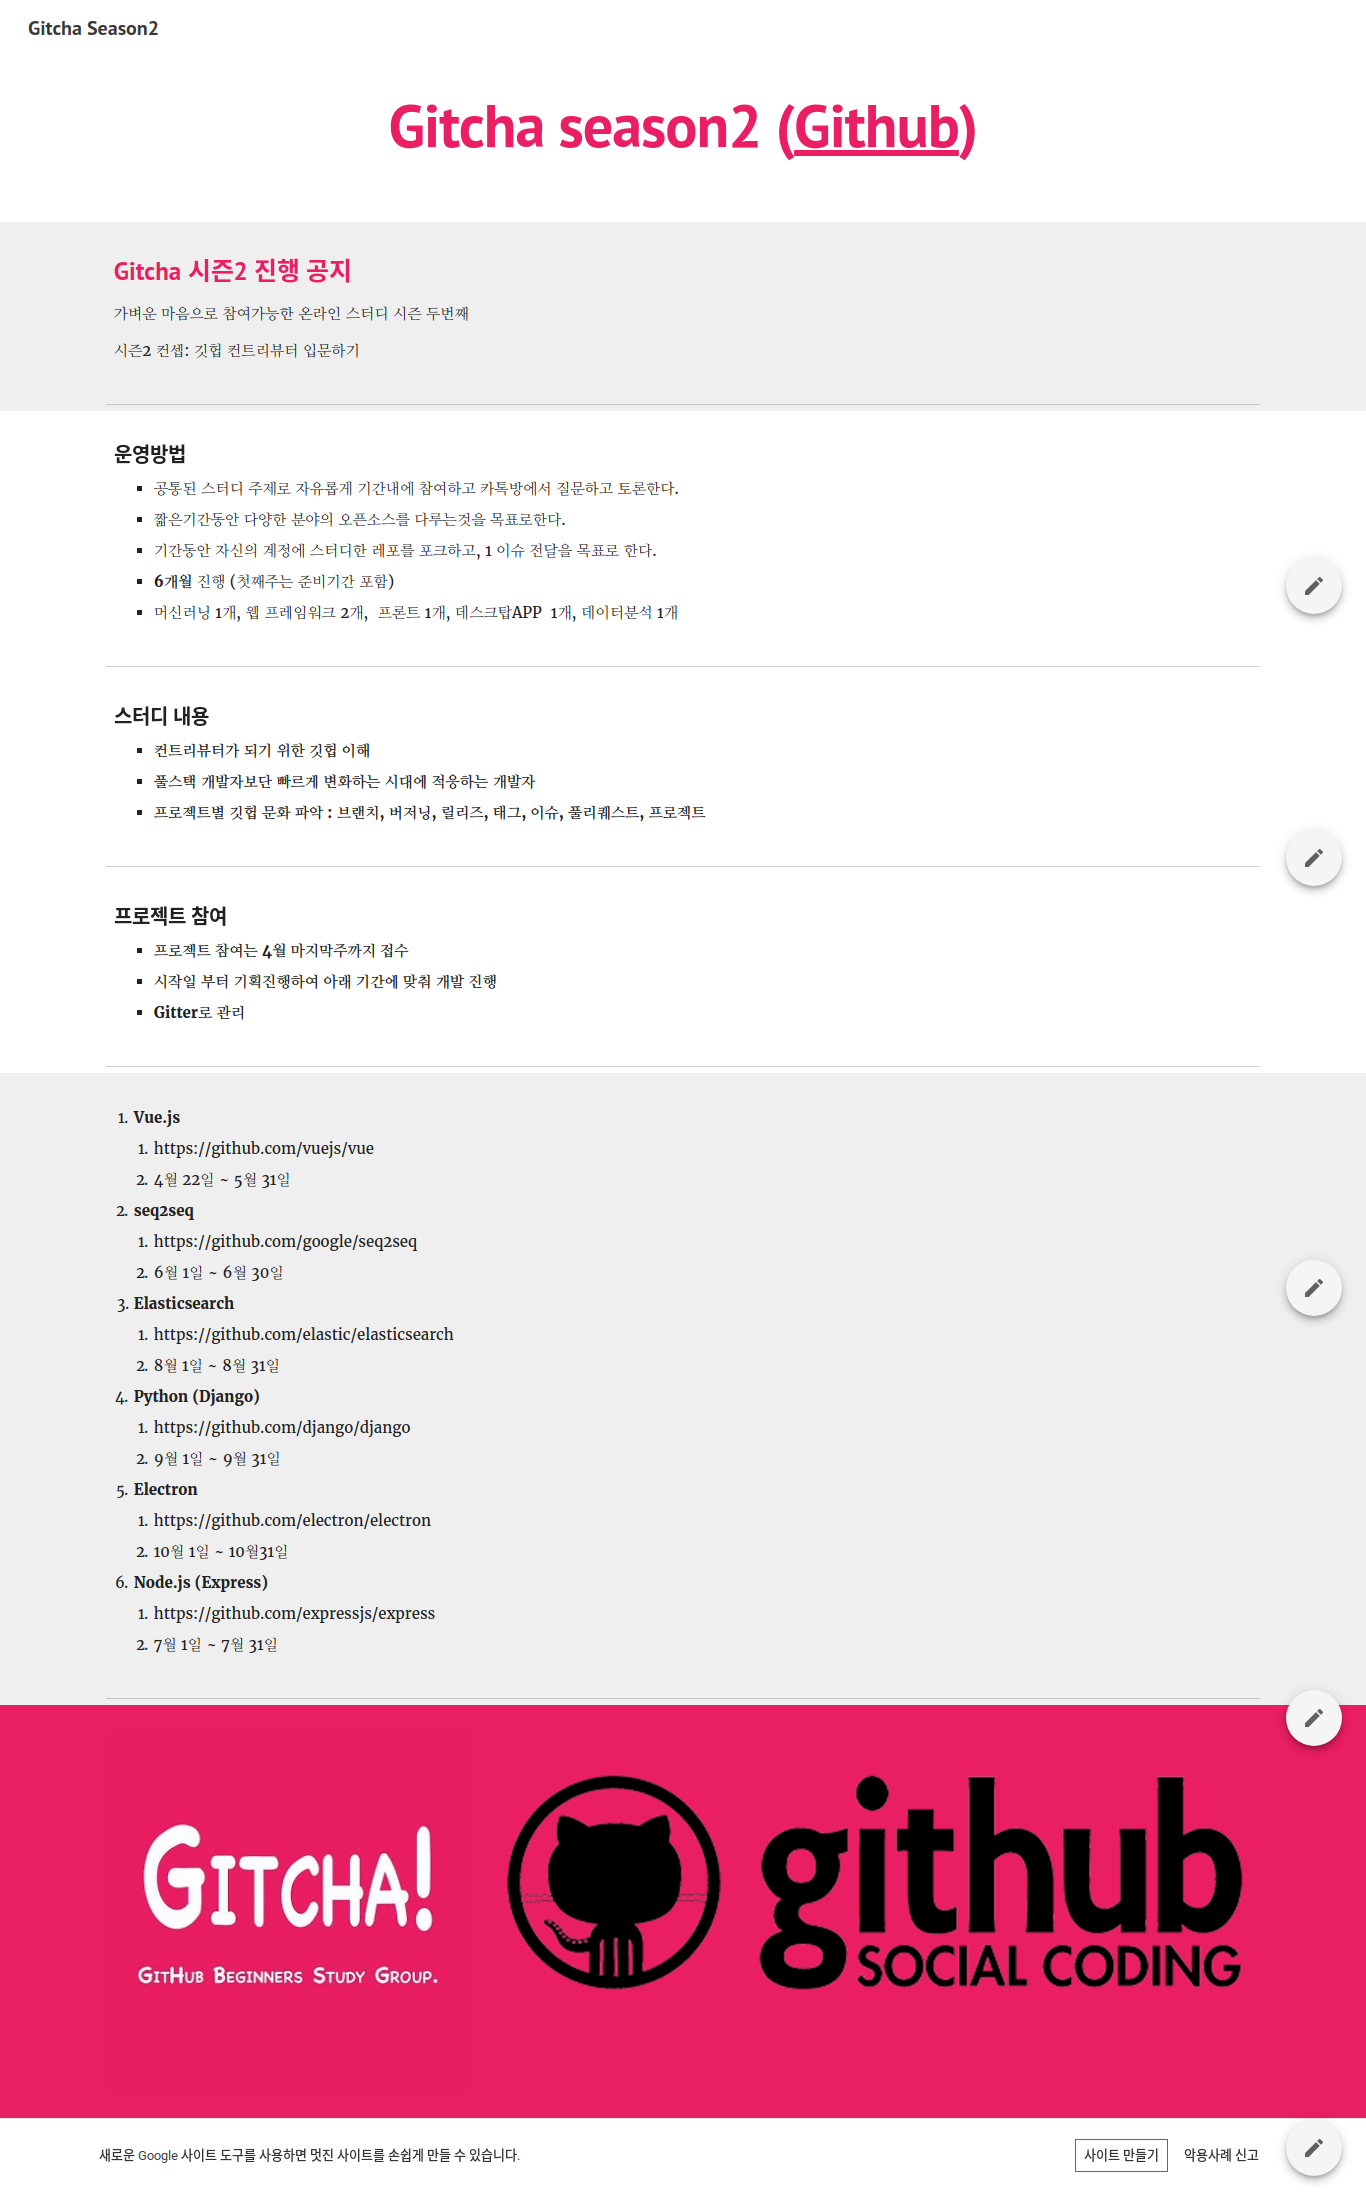 Gitcha Season2
Gitcha season2 (Github)
Gitcha 시즌2 진행 공지
가벼운 마음으로 참여가능한 온라인 스터디 시즌 두번째
시즌2 컨셉: 깃헙 컨트리뷰터 입문하기
운영방법
공통된 스터디 주제로 자유롭게 기간내에 참여하고 카톡방에서 질문하고 토론한다.
짧은기간동안 다양한 분야의 오픈소스를 다루는것을 목표로한다.
기간동안 자신의 계정에 스터디한 레포를 포크하고, 1 이슈 전달을 목표로 한다.
6개월 진행 (첫째주는 준비기간 포함)
머신러닝 1개, 웹 프레임워크 2개,  프론트 1개, 데스크탑APP  1개, 데이터분석 1개
스터디 내용
컨트리뷰터가 되기 위한 깃헙 이해
풀스택 개발자보단 빠르게 변화하는 시대에 적응하는 개발자
프로젝트별 깃헙 문화 파악 : 브랜치, 버저닝, 릴리즈, 태그, 이슈, 풀리퀘스트, 프로젝트
프로젝트 참여
프로젝트 참여는 4월 마지막주까지 접수
시작일 부터 기획진행하여 아래 기간에 맞춰 개발 진행
Gitter로 관리
1. Vue.js
1. https://github.com/vuejs/vue
2. 4월 22일 ~ 5월 31일
2. seq2seq
1. https://github.com/google/seq2seq
2. 6월 1일 ~ 6월 30일
3. Elasticsearch
1. https://github.com/elastic/elasticsearch
2. 8월 1일 ~ 8월 31일
4. Python (Django)
1. https://github.com/django/django
2. 9월 1일 ~ 9월 31일
5. Electron
1. https://github.com/electron/electron
2. 10월 1일 ~ 10월31일
6. Node.js (Express)
1. https://github.com/expressjs/express
2. 7월 1일 ~ 7월 31일
GITCHA!
GITHUB BEGINNERS STUDY GROUP.
github
SOCIAL CODING
새로운 Google 사이트 도구를 사용하면 멋진 사이트를 손쉽게 만들 수 있습니다.
사이트 만들기
악용사례 신고